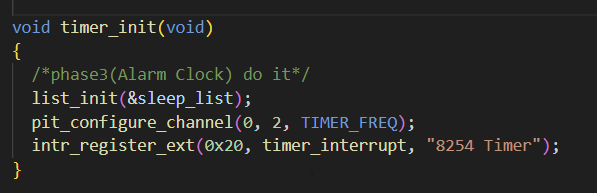 void timer_init(void)
{
/*phase3(Alarm Clock) do it*/
list_init(&sleep_list);
pit_configure_channel(0, 2, TIMER_FREQ);
intr_register_ext(0x20, timer_interrupt, "8254 Timer");
}